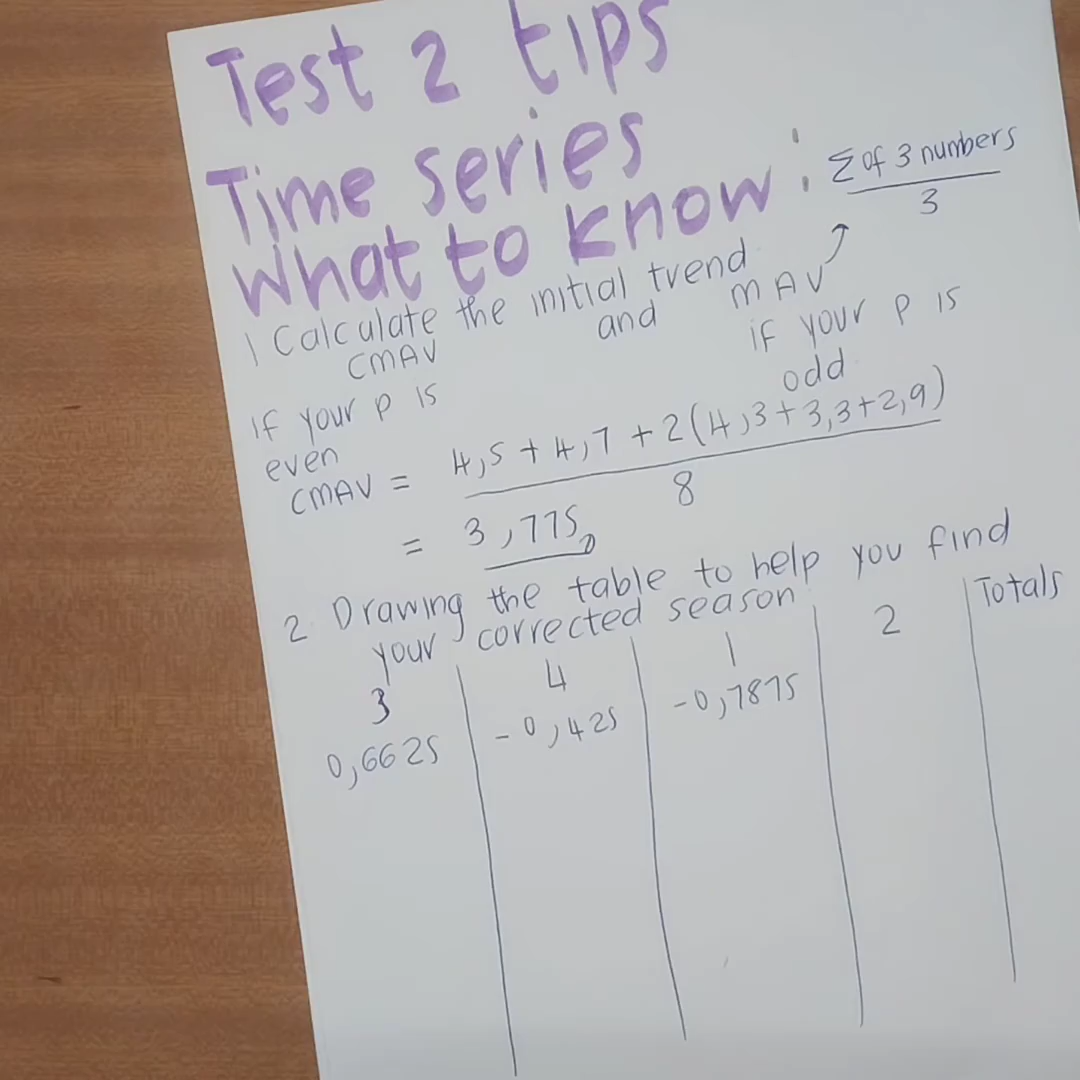 Test 2 tips
Time series
What to know:
Σ of 3 numbers
3
1 Calculate the initial trend
CMAV and MAV
if your p is even
if your p is odd
CMAV = 4,5 + 4,7 + 2(4,3+3,3+2,9)
8
= 3,775
2. Drawing the table to help you find
your corrected season
3 4 1 2 Totals
0,6625 -0,425 -0,7875